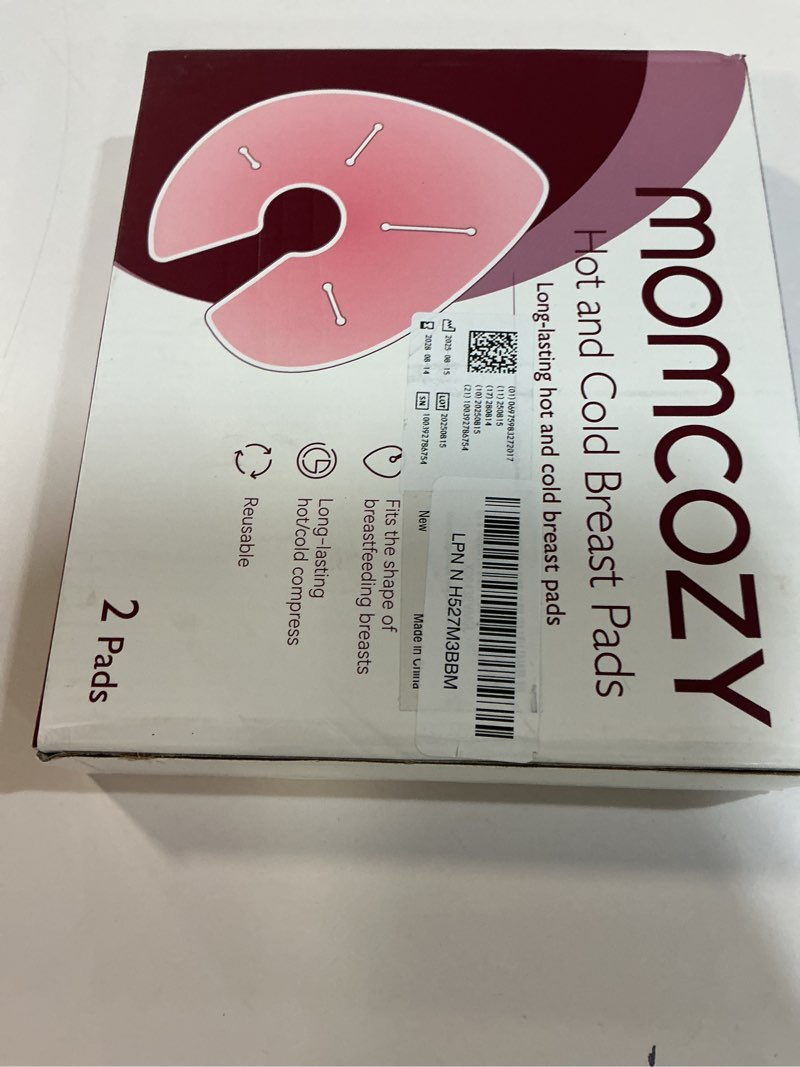 momcozy
Hot and Cold Breast Pads
Long-lasting hot and cold breast pads
(01) 06975983272017
(11) 250815
(17) 280814
(10) 20250815
(21) 100392786754
2025-08-15
LOT 20250815
2028-08-14
SN 100392786754
LPN N H527M3BBM
New
Made in China
Fits the shape of
breastfeeding breasts
Long-lasting
hot/cold compress
Reusable
2 Pads